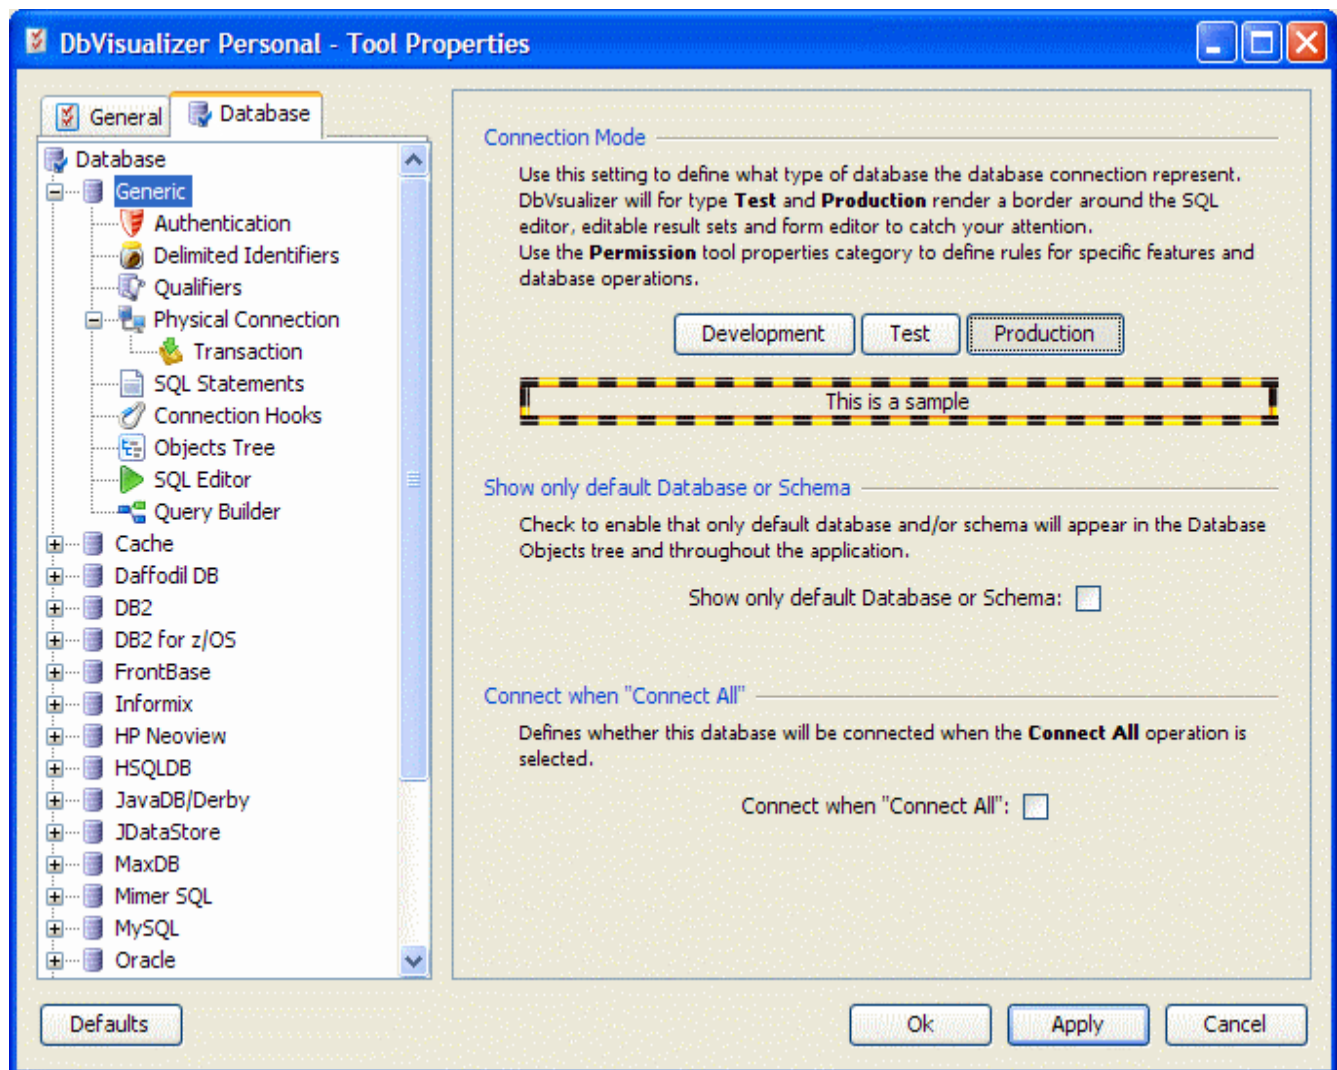 DbVisualizer Personal - Tool Properties
General
Database
Database
Generic
Authentication
Delimited Identifiers
Qualifiers
Physical Connection
Transaction
SQL Statements
Connection Hooks
Objects Tree
SQL Editor
Query Builder
Cache
Daffodil DB
DB2
DB2 for z/OS
FrontBase
Informix
HP Neoview
HSQLDB
JavaDB/Derby
JDataStore
MaxDB
Mimer SQL
MySQL
Oracle
Connection Mode
Use this setting to define what type of database the database connection represent.
DbVsualizer will for type Test and Production render a border around the SQL
editor, editable result sets and form editor to catch your attention.
Use the Permission tool properties category to define rules for specific features and
database operations.
Development
Test
Production
This is a sample
Show only default Database or Schema
Check to enable that only default database and/or schema will appear in the Database
Objects tree and throughout the application.
Show only default Database or Schema:
Connect when "Connect All"
Defines whether this database will be connected when the Connect All operation is
selected.
Connect when "Connect All":
Defaults
Ok
Apply
Cancel